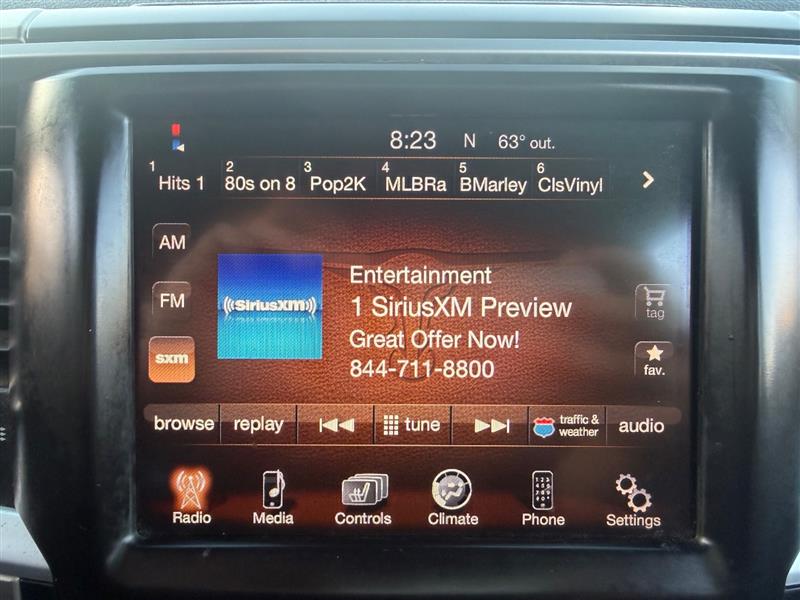 8:23 N 63° out.
1 Hits 1 2 80s on 8 3 Pop2K 4 MLBRa 5 BMarley 6 ClsVinyl
AM
FM
sxm
((SiriusXM))
Entertainment
1 SiriusXM Preview
Great Offer Now!
844-711-8800
tag
fav.
browse replay tune traffic & weather audio
Radio Media Controls Climate Phone Settings